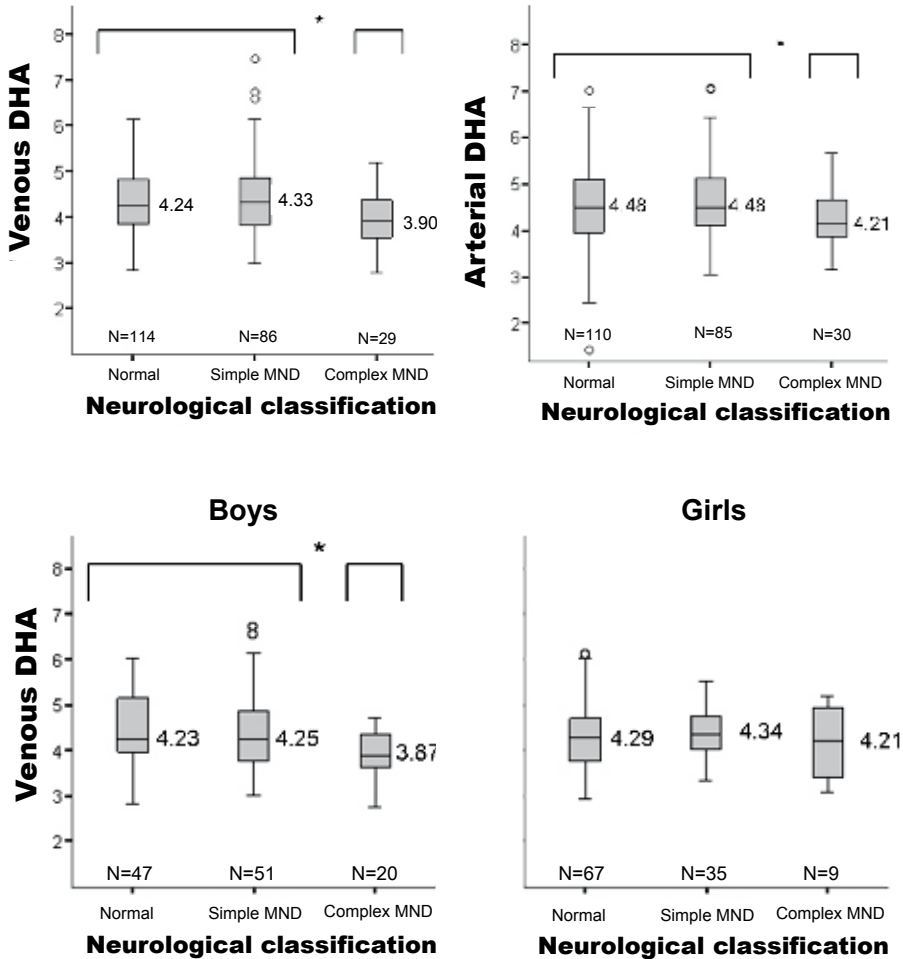 *
8
7
6
5
4
3
2
Venous DHA
4.24
4.33
3.90
N=114 N=86 N=29
Normal Simple MND Complex MND
Neurological classification
*
8
7
6
5
4
3
2
Arterial DHA
4.48
4.48
4.21
N=110 N=85 N=30
Normal Simple MND Complex MND
Neurological classification
Boys
*
8
7
6
5
4
3
2
Venous DHA
4.23
4.25
3.87
N=47 N=51 N=20
Normal Simple MND Complex MND
Neurological classification
Girls
4.29
4.34
4.21
N=67 N=35 N=9
Normal Simple MND Complex MND
Neurological classification